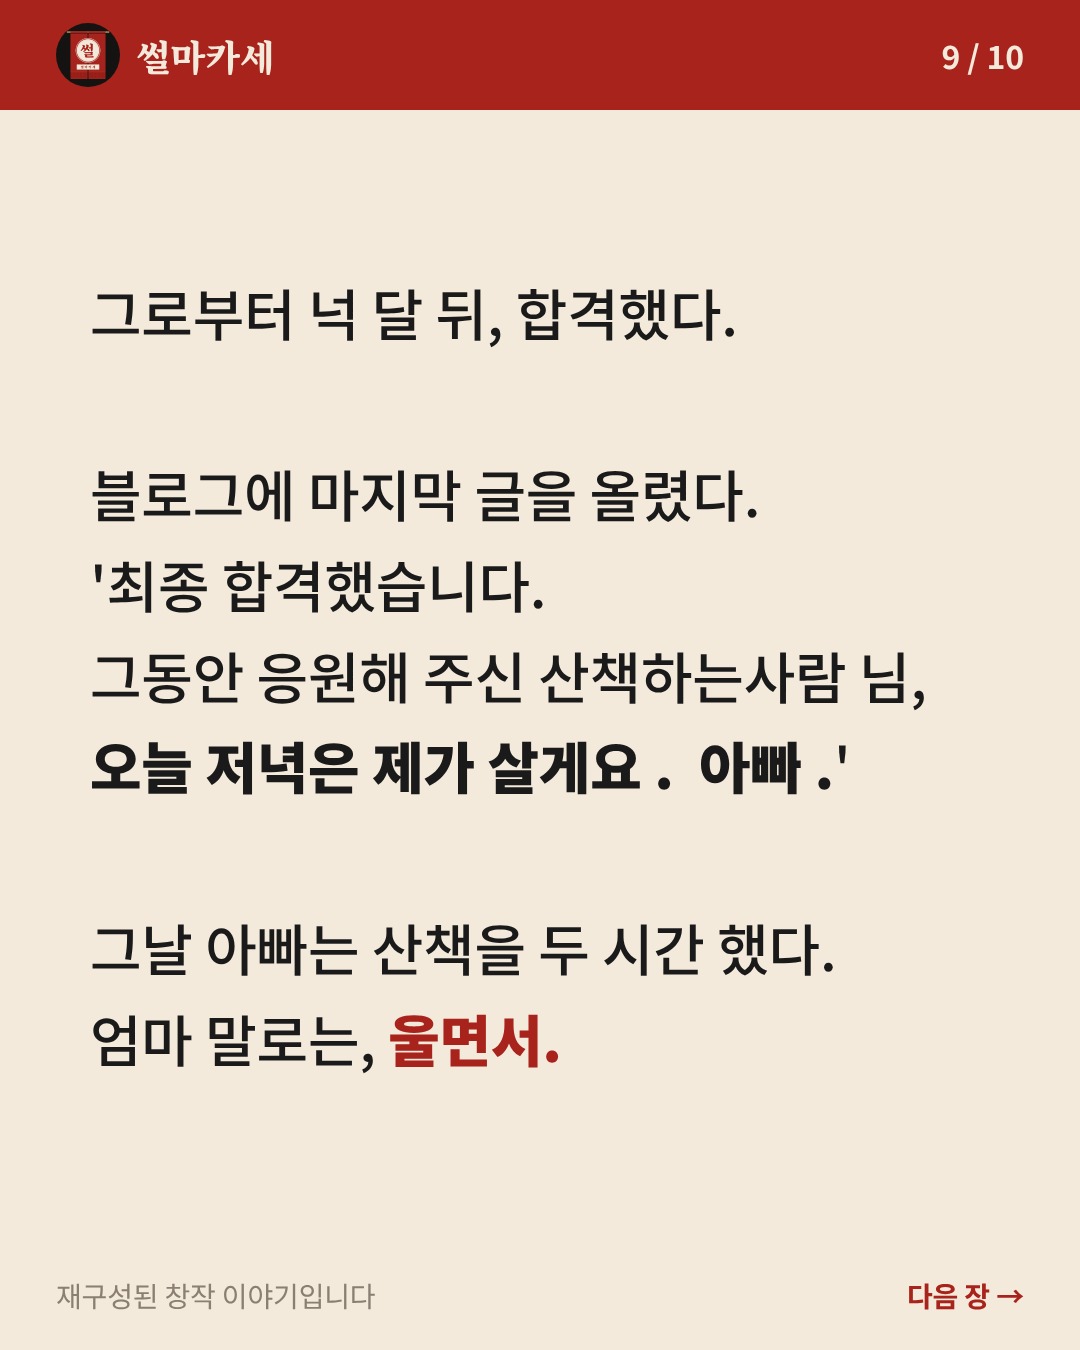 썰
썰마카세
9 / 10
그로부터 넉 달 뒤, 합격했다.
블로그에 마지막 글을 올렸다.
'최종 합격했습니다.
그동안 응원해 주신 산책하는사람 님,
오늘 저녁은 제가 살게요 . 아빠 .'
그날 아빠는 산책을 두 시간 했다.
엄마 말로는, 울면서.
재구성된 창작 이야기입니다
다음 장 →